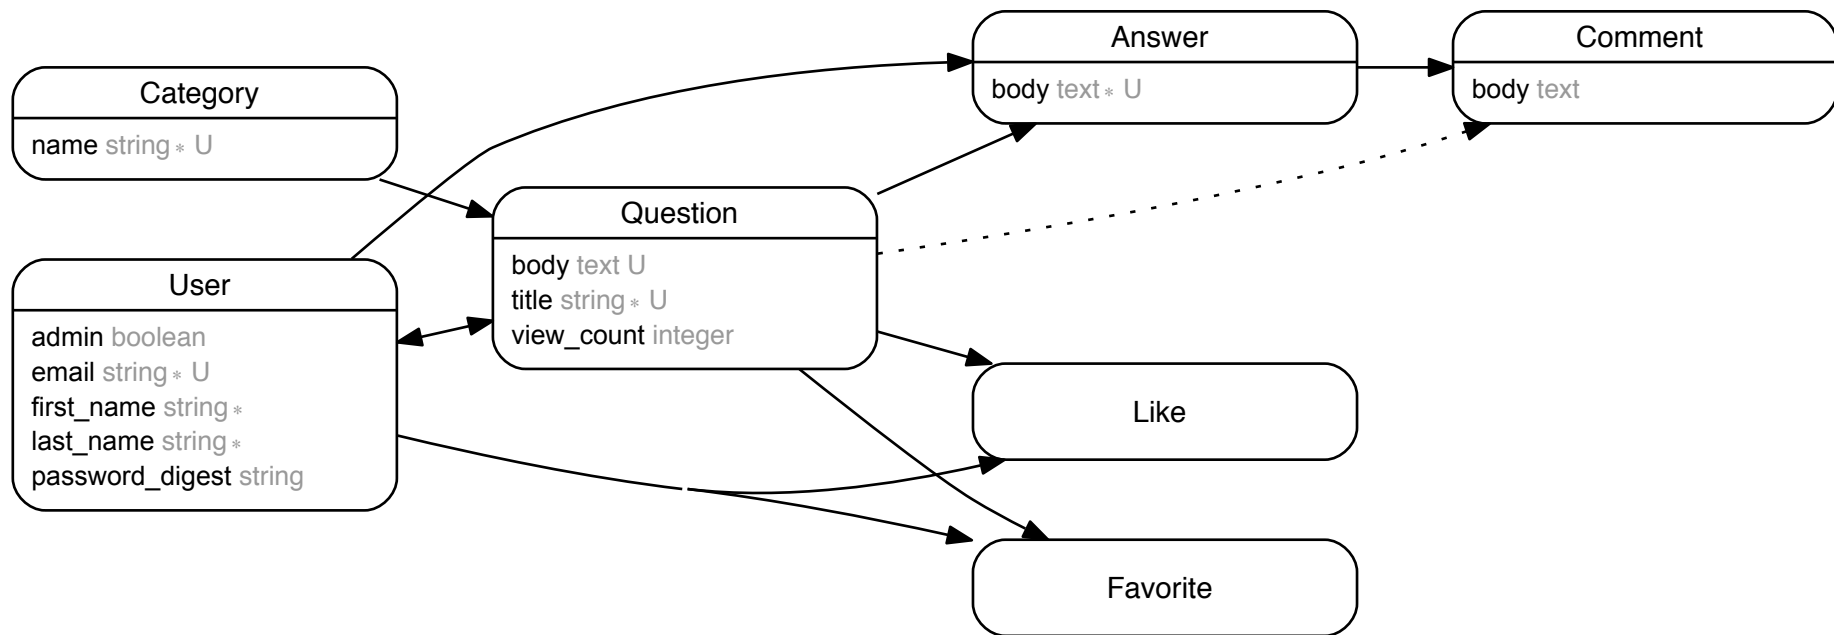 Category
name string* U
User
admin boolean
email string* U
first_name string*
last_name string*
password_digest string
Question
body text U
title string* U
view_count integer
Answer
body text* U
Comment
body text
Like
Favorite